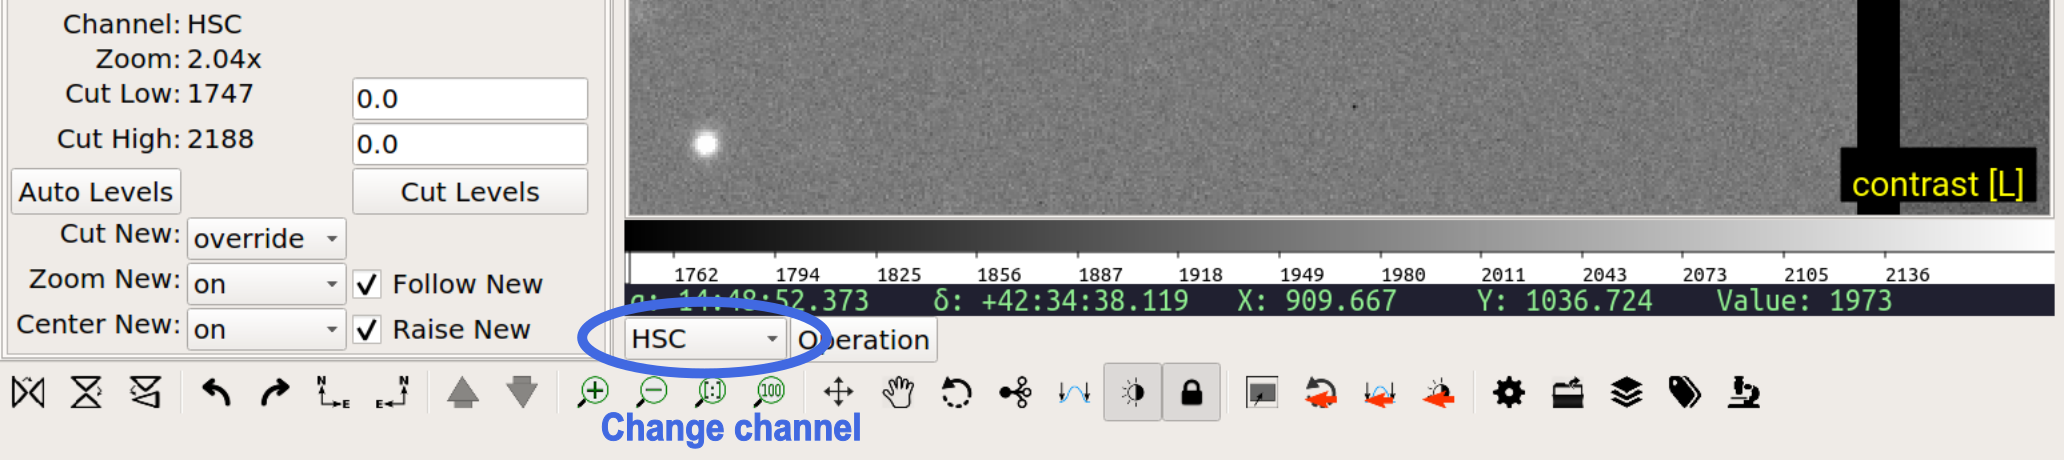 Channel: HSC
Zoom: 2.04x
Cut Low: 1747 0.0
Cut High: 2188 0.0
Auto Levels Cut Levels
Cut New: override
Zoom New: on Follow New
Center New: on Raise New
contrast [L]
1762 1794 1825 1856 1887 1918 1949 1980 2011 2043 2073 2105 2136
α: 14:48:52.373 δ: +42:34:38.119 X: 909.667 Y: 1036.724 Value: 1973
HSC Operation
N E N E [:] 100
Change channel